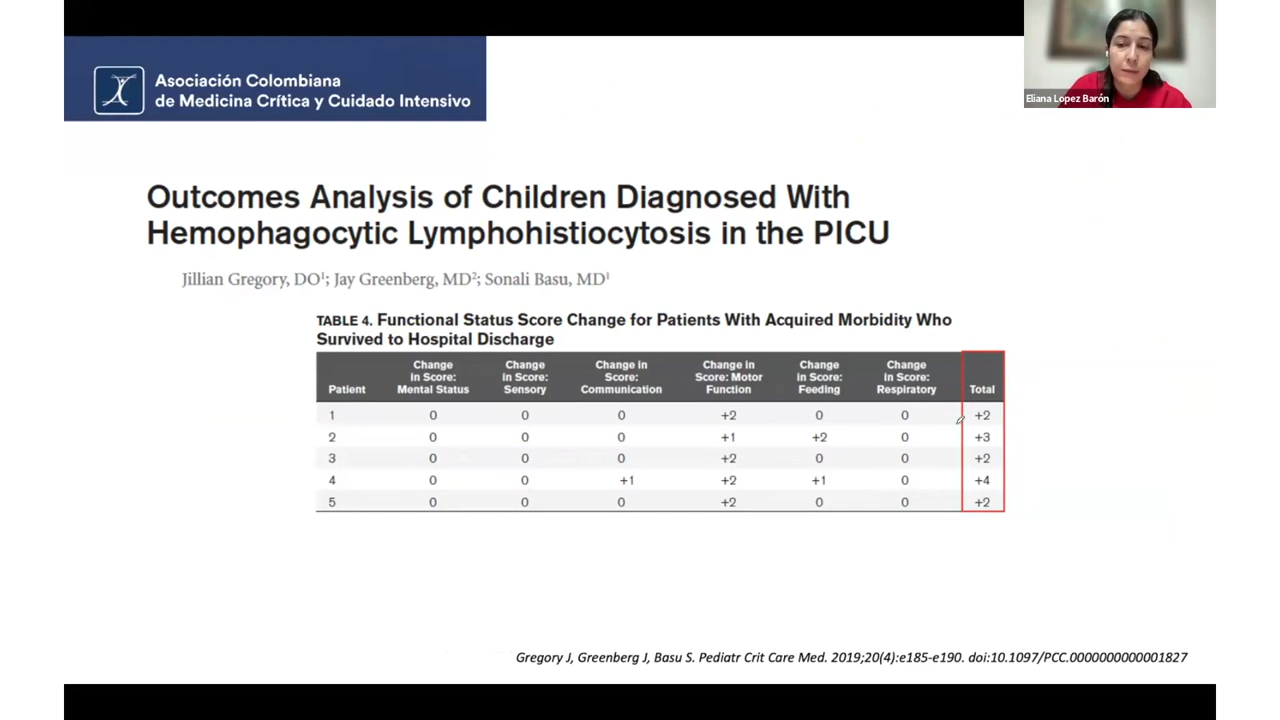 Asociación Colombiana
de Medicina Crítica y Cuidado Intensivo
Eliana Lopez Barón
Outcomes Analysis of Children Diagnosed With
Hemophagocytic Lymphohistiocytosis in the PICU
Jillian Gregory, DO¹; Jay Greenberg, MD²; Sonali Basu, MD¹
TABLE 4. Functional Status Score Change for Patients With Acquired Morbidity Who
Survived to Hospital Discharge
Patient Change in Score: Mental Status Change in Score: Sensory Change in Score: Communication Change in Score: Motor Function Change in Score: Feeding Change in Score: Respiratory Total
1 0 0 0 +2 0 0 +2
2 0 0 0 +1 +2 0 +3
3 0 0 0 +2 0 0 +2
4 0 0 +1 +2 +1 0 +4
5 0 0 0 +2 0 0 +2
Gregory J, Greenberg J, Basu S. Pediatr Crit Care Med. 2019;20(4):e185-e190. doi:10.1097/PCC.0000000000001827